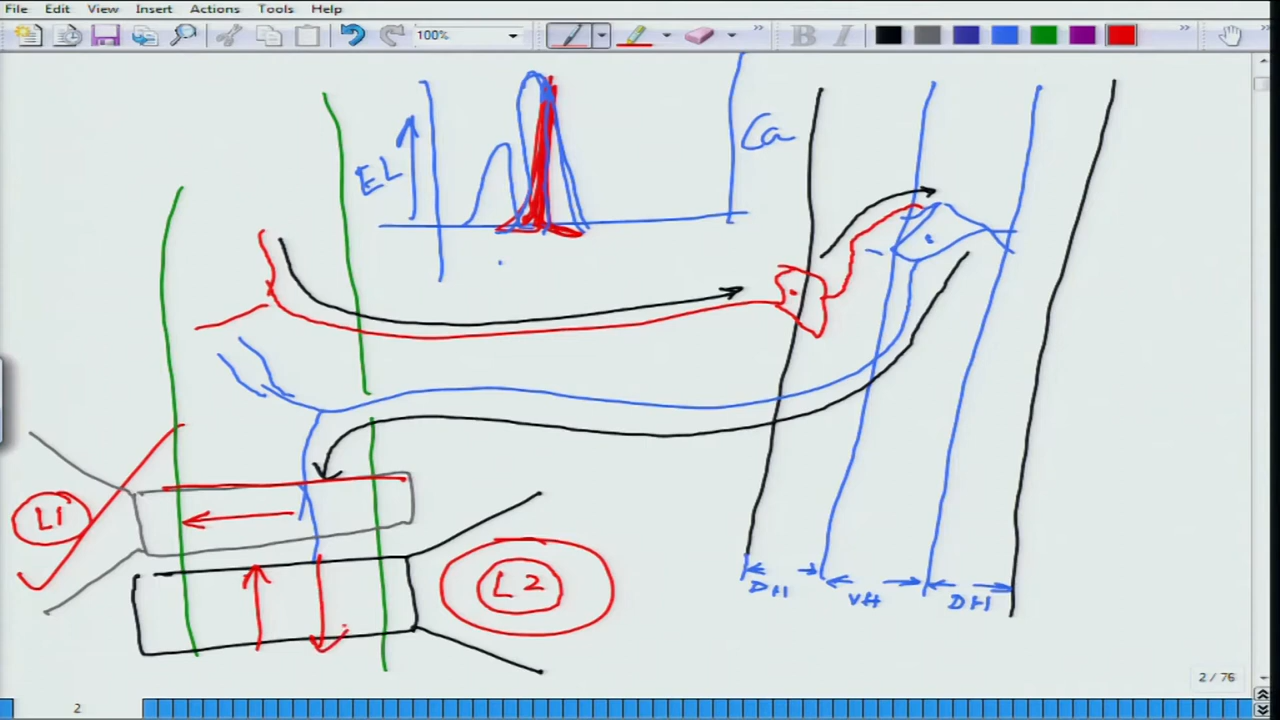 File Edit View Insert Actions Tools Help
100%
B I
EL
Ca
L1
L2
DH VH DH
2 / 76
2